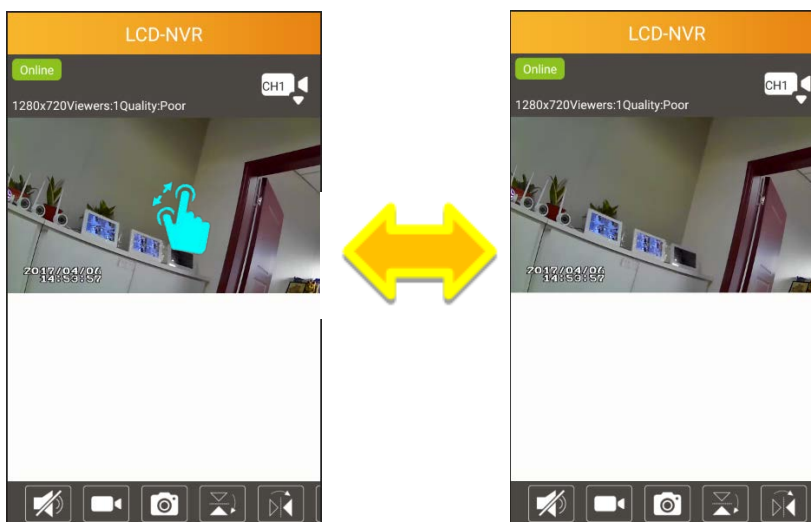 LCD-NVR
Online
CH1
1280x720Viewers:1Quality:Poor
2017/04/06
14:53:57
LCD-NVR
Online
CH1
1280x720Viewers:1Quality:Poor
2017/04/06
14:53:57